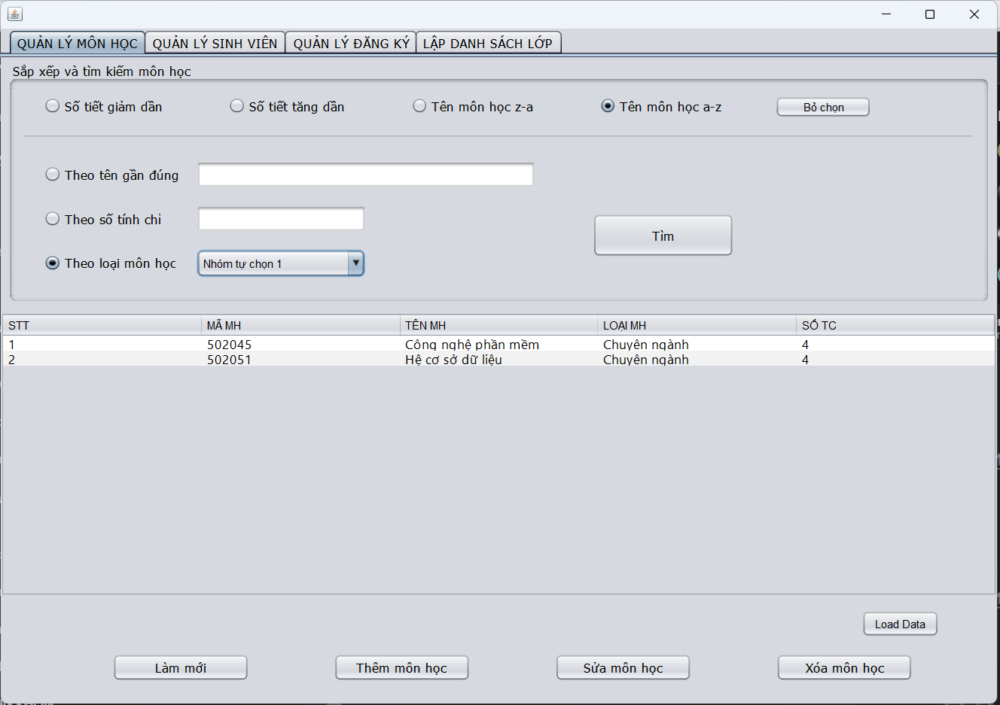 QUẢN LÝ MÔN HỌC QUẢN LÝ SINH VIÊN QUẢN LÝ ĐĂNG KÝ LẬP DANH SÁCH LỚP
Sắp xếp và tìm kiếm môn học
Số tiết giảm dần Số tiết tăng dần Tên môn học z-a Tên môn học a-z Bỏ chọn
Theo tên gần đúng
Theo số tính chỉ
Tìm
Theo loại môn học Nhóm tự chọn 1
STT MÃ MH TÊN MH LOẠI MH SỐ TC
1 502045 Công nghệ phần mềm Chuyên ngành 4
2 502051 Hệ cơ sở dữ liệu Chuyên ngành 4
Load Data
Làm mới Thêm môn học Sửa môn học Xóa môn học